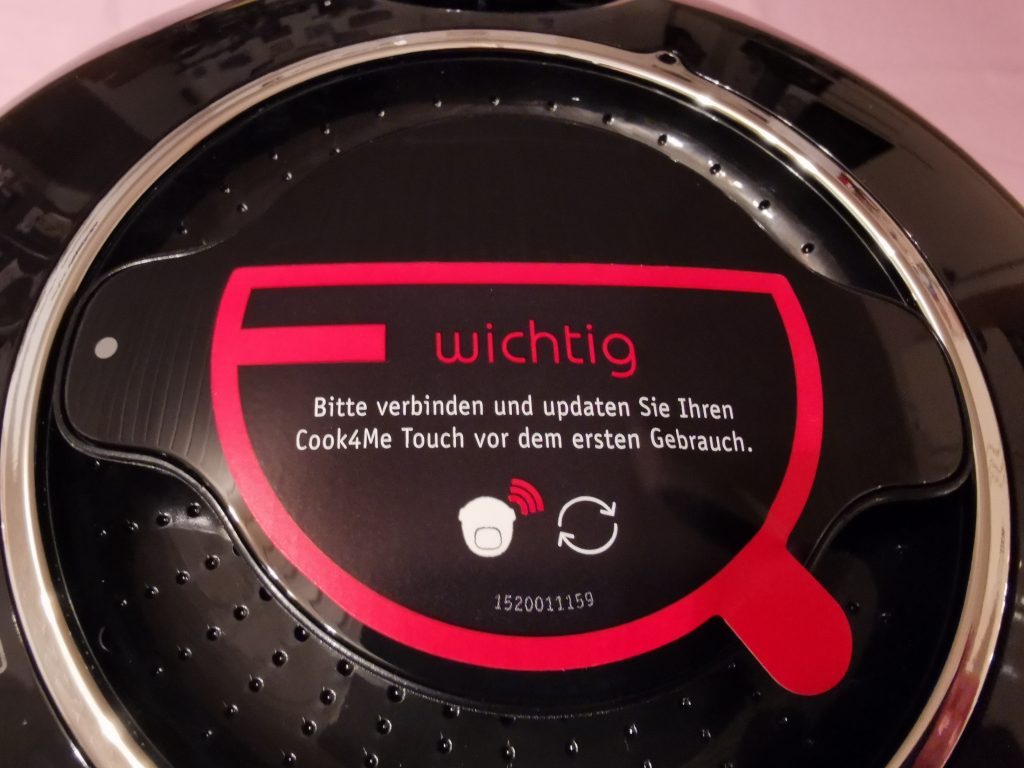 wichtig
Bitte verbinden und updaten Sie Ihren
Cook4Me Touch vor dem ersten Gebrauch.
1520011159